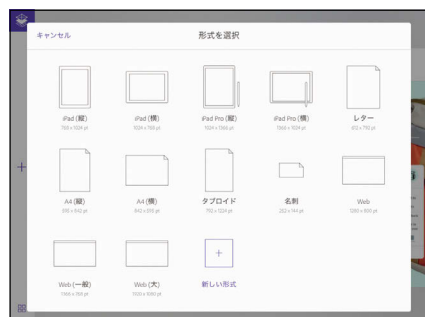 キャンセル
形式を選択
iPad (縦)
768 x 1024 pt
iPad (横)
1024 x 768 pt
iPad Pro (縦)
1024 x 1366 pt
iPad Pro (横)
1366 x 1024 pt
レター
612 x 792 pt
A4 (縦)
595 x 842 pt
A4 (横)
842 x 595 pt
タブロイド
792 x 1224 pt
名刺
252 x 144 pt
Web
1280 x 800 pt
Web (一般)
1366 x 768 pt
Web (大)
1920 x 1080 pt
新しい形式